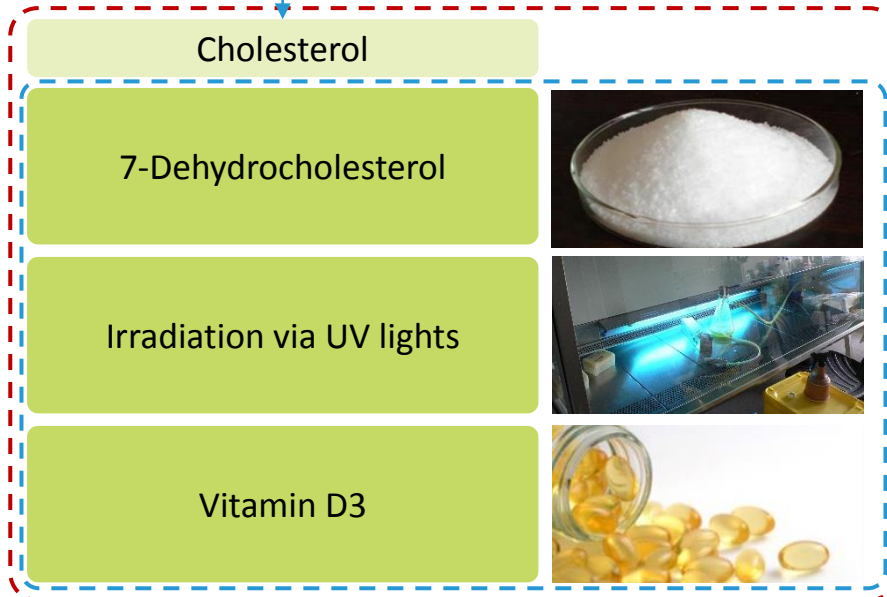 Cholesterol
7-Dehydrocholesterol
Irradiation via UV lights
Vitamin D3